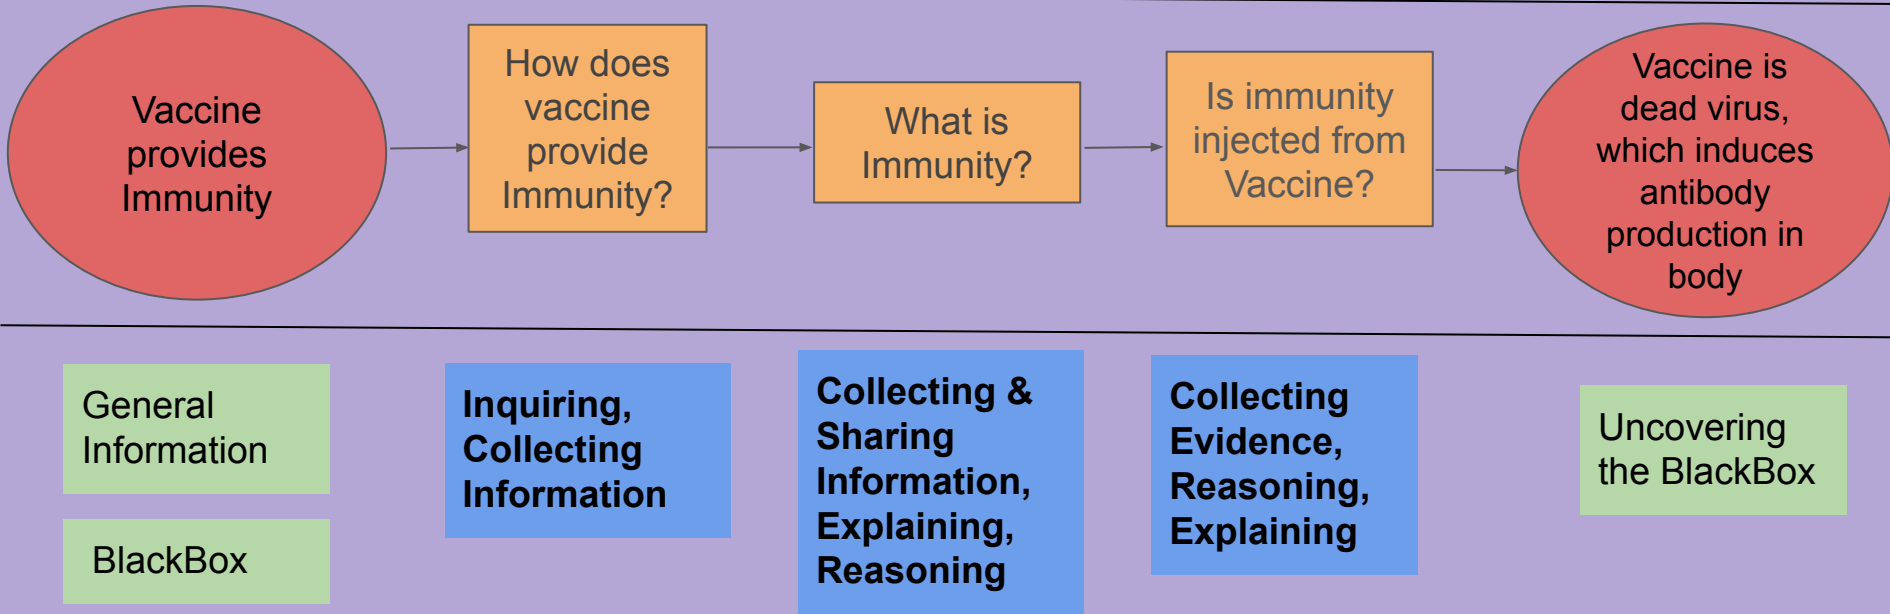 Vaccine
provides
Immunity
How does
vaccine
provide
Immunity?
What is
Immunity?
Is immunity
injected from
Vaccine?
Vaccine is
dead virus,
which induces
antibody
production in
body
General
Information
BlackBox
Inquiring,
Collecting
Information
Collecting &
Sharing
Information,
Explaining,
Reasoning
Collecting
Evidence,
Reasoning,
Explaining
Uncovering
the BlackBox